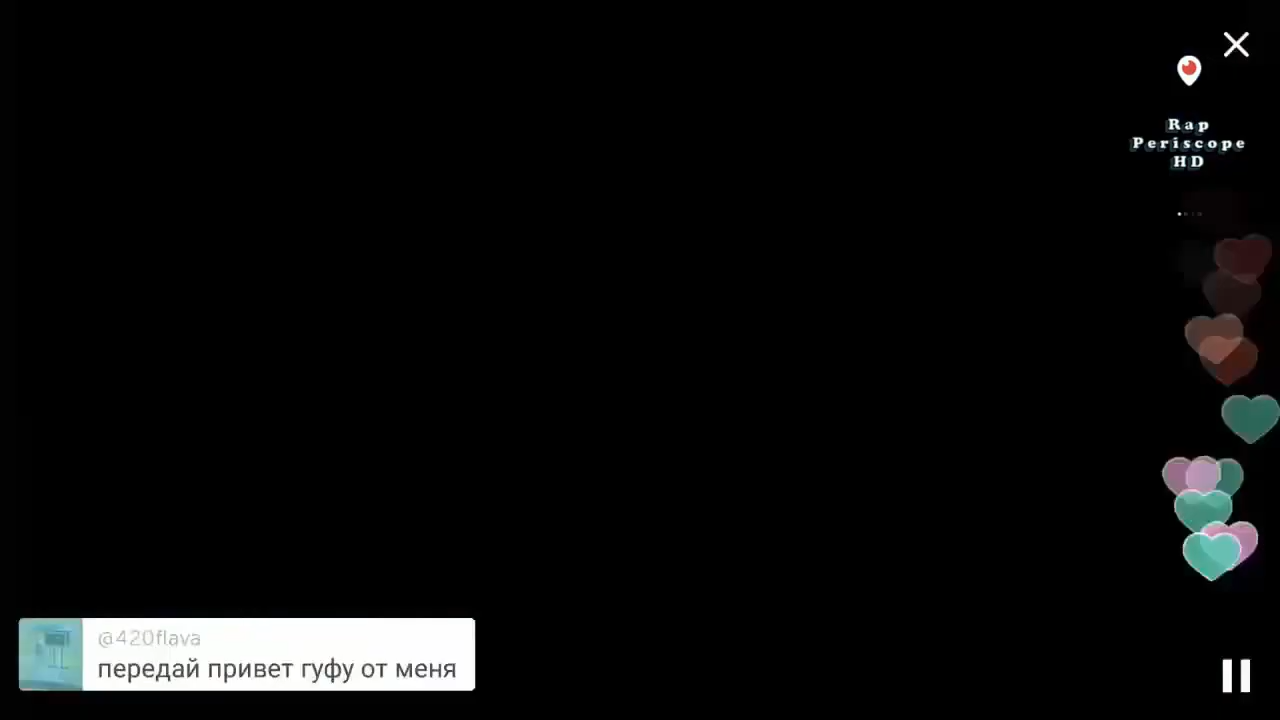 Rap
Periscope
HD
@420flava
передай привет гуфу от меня